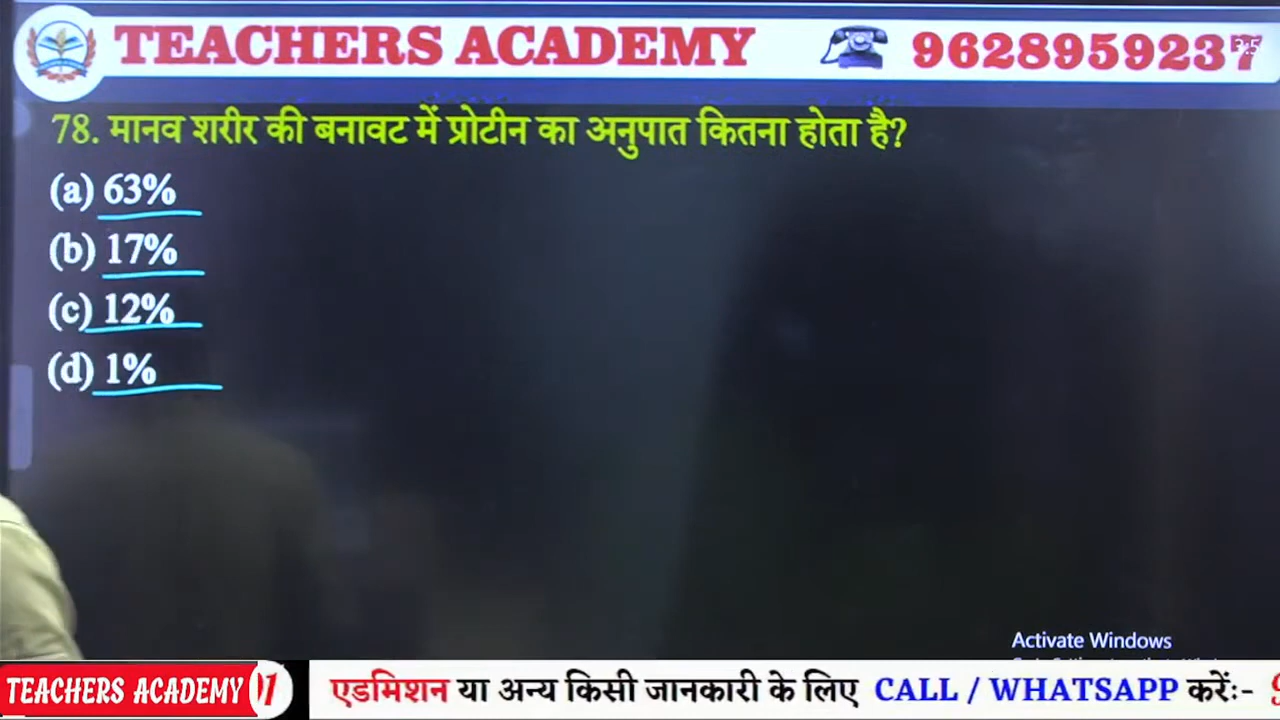 TEACHERS ACADEMY
9628959237
78. मानव शरीर की बनावट में प्रोटीन का अनुपात कितना होता है?
(a) 63%
(b) 17%
(c) 12%
(d) 1%
Activate Windows
TEACHERS ACADEMY
एडमिशन या अन्य किसी जानकारी के लिए CALL / WHATSAPP करेंः-